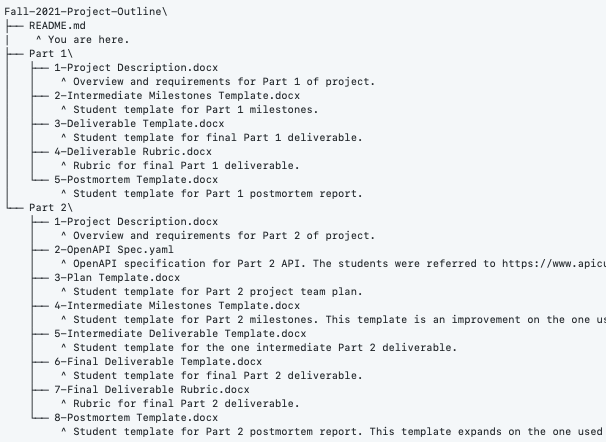 Fall-2021-Project-Outline\
├── README.md
│    ^ You are here.
├── Part 1\
│   ├── 1-Project Description.docx
│   │    ^ Overview and requirements for Part 1 of project.
│   ├── 2-Intermediate Milestones Template.docx
│   │    ^ Student template for Part 1 milestones.
│   ├── 3-Deliverable Template.docx
│   │    ^ Student template for final Part 1 deliverable.
│   ├── 4-Deliverable Rubric.docx
│   │    ^ Rubric for final Part 1 deliverable.
│   └── 5-Postmortem Template.docx
│        ^ Student template for Part 1 postmortem report.
└── Part 2\
    ├── 1-Project Description.docx
    │    ^ Overview and requirements for Part 2 of project.
    ├── 2-OpenAPI Spec.yaml
    │    ^ OpenAPI specification for Part 2 API. The students were referred to https://www.apicu
    ├── 3-Plan Template.docx
    │    ^ Student template for Part 2 project team plan.
    ├── 4-Intermediate Milestones Template.docx
    │    ^ Student template for Part 2 milestones. This template is an improvement on the one us
    ├── 5-Intermediate Deliverable Template.docx
    │    ^ Student template for the one intermediate Part 2 deliverable.
    ├── 6-Final Deliverable Template.docx
    │    ^ Student template for final Part 2 deliverable.
    ├── 7-Final Deliverable Rubric.docx
    │    ^ Rubric for final Part 2 deliverable.
    └── 8-Postmortem Template.docx
         ^ Student template for Part 2 postmortem report. This template expands on the one used